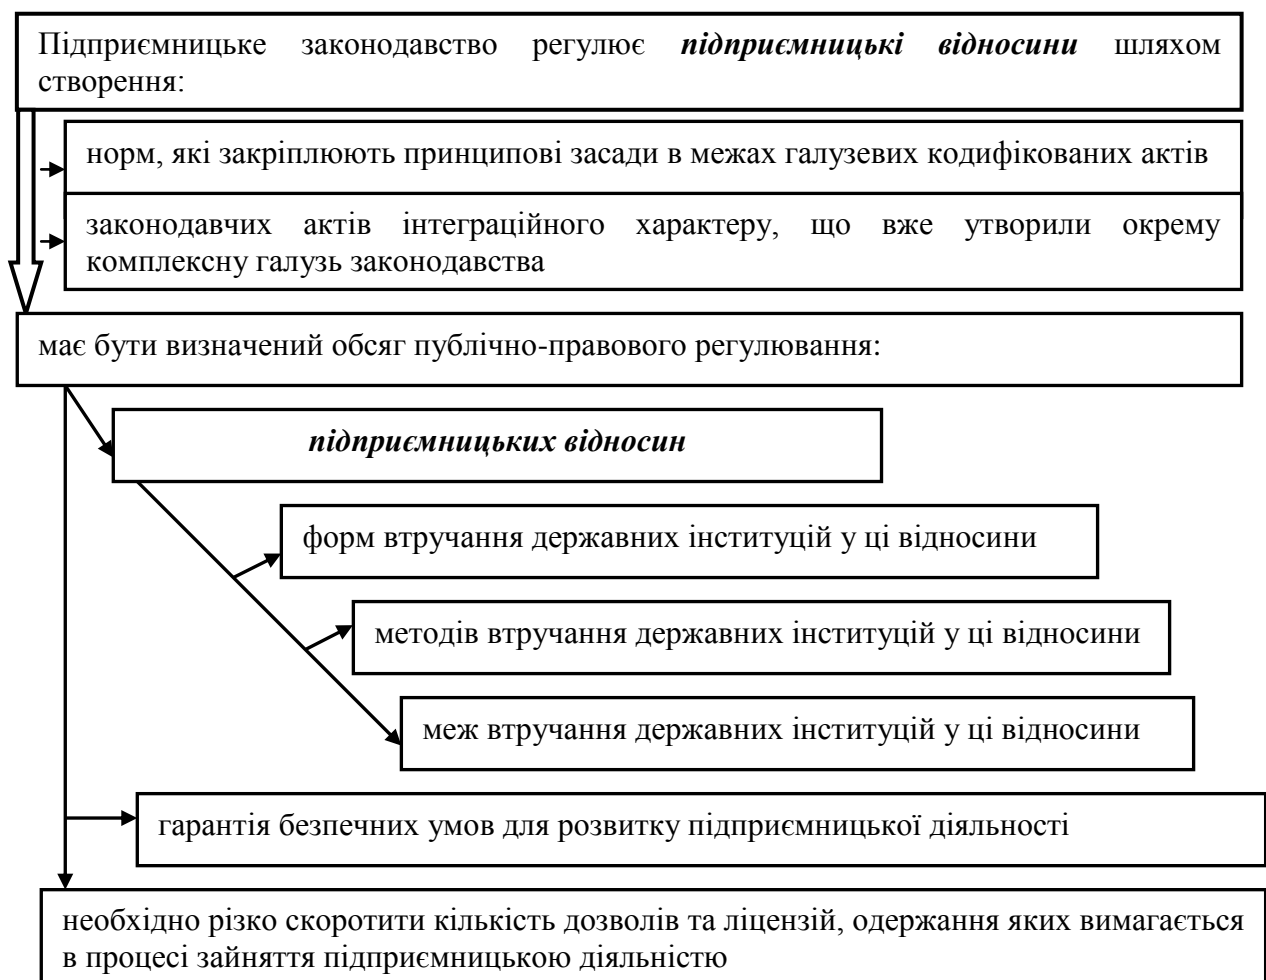 Підприємницьке законодавство регулює підприємницькі відносини шляхом
створення:
норм, які закріплюють принципові засади в межах галузевих кодифікованих актів
законодавчих актів інтеграційного характеру, що вже утворили окрему
комплексну галузь законодавства
має бути визначений обсяг публічно-правового регулювання:
підприємницьких відносин
форм втручання державних інституцій у ці відносини
методів втручання державних інституцій у ці відносини
меж втручання державних інституцій у ці відносини
гарантія безпечних умов для розвитку підприємницької діяльності
необхідно різко скоротити кількість дозволів та ліцензій, одержання яких вимагається
в процесі зайняття підприємницькою діяльністю